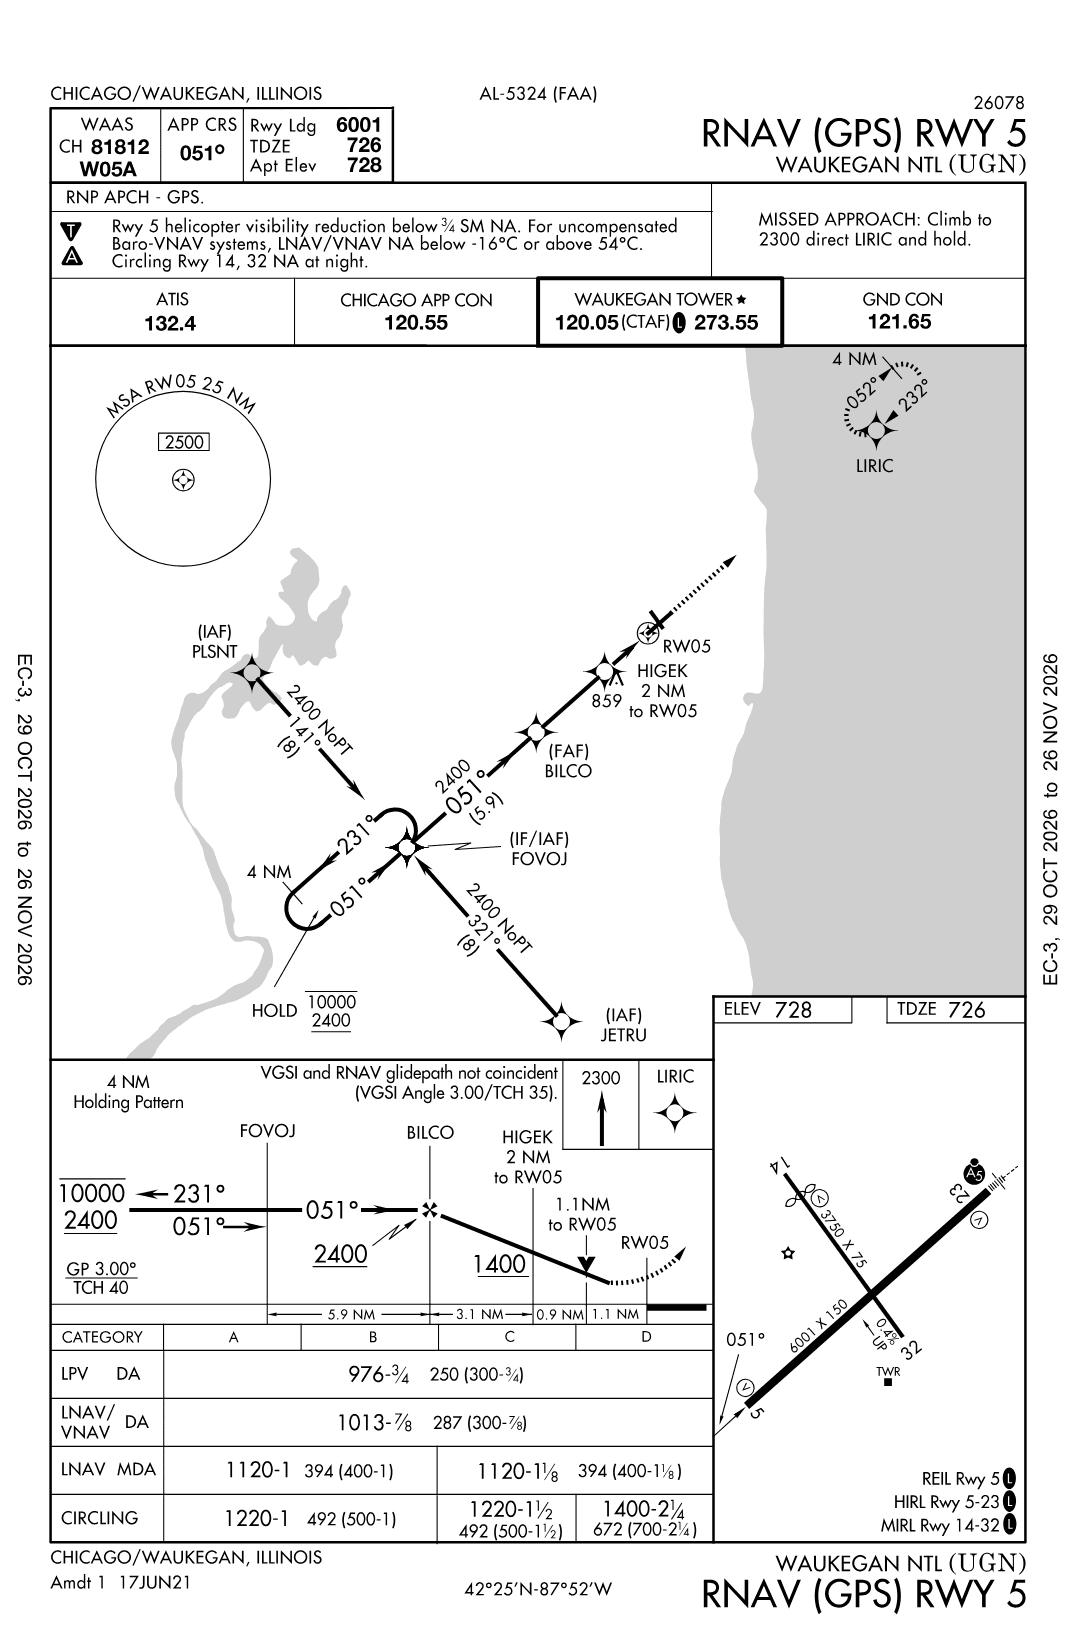 CHICAGO/WAUKEGAN, ILLINOIS
AL-5324 (FAA)
26078
RNAV (GPS) RWY 5
WAUKEGAN NTL (UGN)
WAAS
CH 81812
W05A
APP CRS
051°
Rwy Ldg 6001
TDZE 726
Apt Elev 728
RNP APCH - GPS.
T
A
Rwy 5 helicopter visibility reduction below ¾ SM NA. For uncompensated
Baro-VNAV systems, LNAV/VNAV NA below -16°C or above 54°C.
Circling Rwy 14, 32 NA at night.
MISSED APPROACH: Climb to
2300 direct LIRIC and hold.
ATIS
132.4
CHICAGO APP CON
120.55
WAUKEGAN TOWER ★
120.05 (CTAF) L 273.55
GND CON
121.65
MSA RW05 25 NM
2500
4 NM
052°
232°
LIRIC
(IAF)
PLSNT
2400 NoPT
141°
(8)
RW05
HIGEK
2 NM
to RW05
859
(FAF)
BILCO
2400
051°
(5.9)
(IF/IAF)
FOVOJ
231°
051°
4 NM
HOLD
10000
2400
2400 NoPT
321°
(8)
(IAF)
JETRU
EC-3, 29 OCT 2026 to 26 NOV 2026
EC-3, 29 OCT 2026 to 26 NOV 2026
ELEV 728
TDZE 726
4 NM
Holding Pattern
VGSI and RNAV glidepath not coincident
(VGSI Angle 3.00/TCH 35).
2300
LIRIC
FOVOJ
BILCO
HIGEK
2 NM
to RW05
10000
2400
231°
051°
051°
2400
1400
1.1NM
to RW05
RW05
GP 3.00°
TCH 40
5.9 NM
3.1 NM
0.9 NM
1.1 NM
CATEGORY A B C D
LPV DA 976-¾ 250 (300-¾)
LNAV/
VNAV DA 1013-⅞ 287 (300-⅞)
LNAV MDA 1120-1 394 (400-1) 1120-1⅛ 394 (400-1⅛)
CIRCLING 1220-1 492 (500-1)
1220-1½
492 (500-1½)
1400-2¼
672 (700-2¼)
14
A5
23
V
V
3750 X 75
6001 X 150
0.4%
UP
32
TWR
051°
V
5
REIL Rwy 5 L
HIRL Rwy 5-23 L
MIRL Rwy 14-32 L
CHICAGO/WAUKEGAN, ILLINOIS
Amdt 1 17JUN21
42°25'N-87°52'W
WAUKEGAN NTL (UGN)
RNAV (GPS) RWY 5